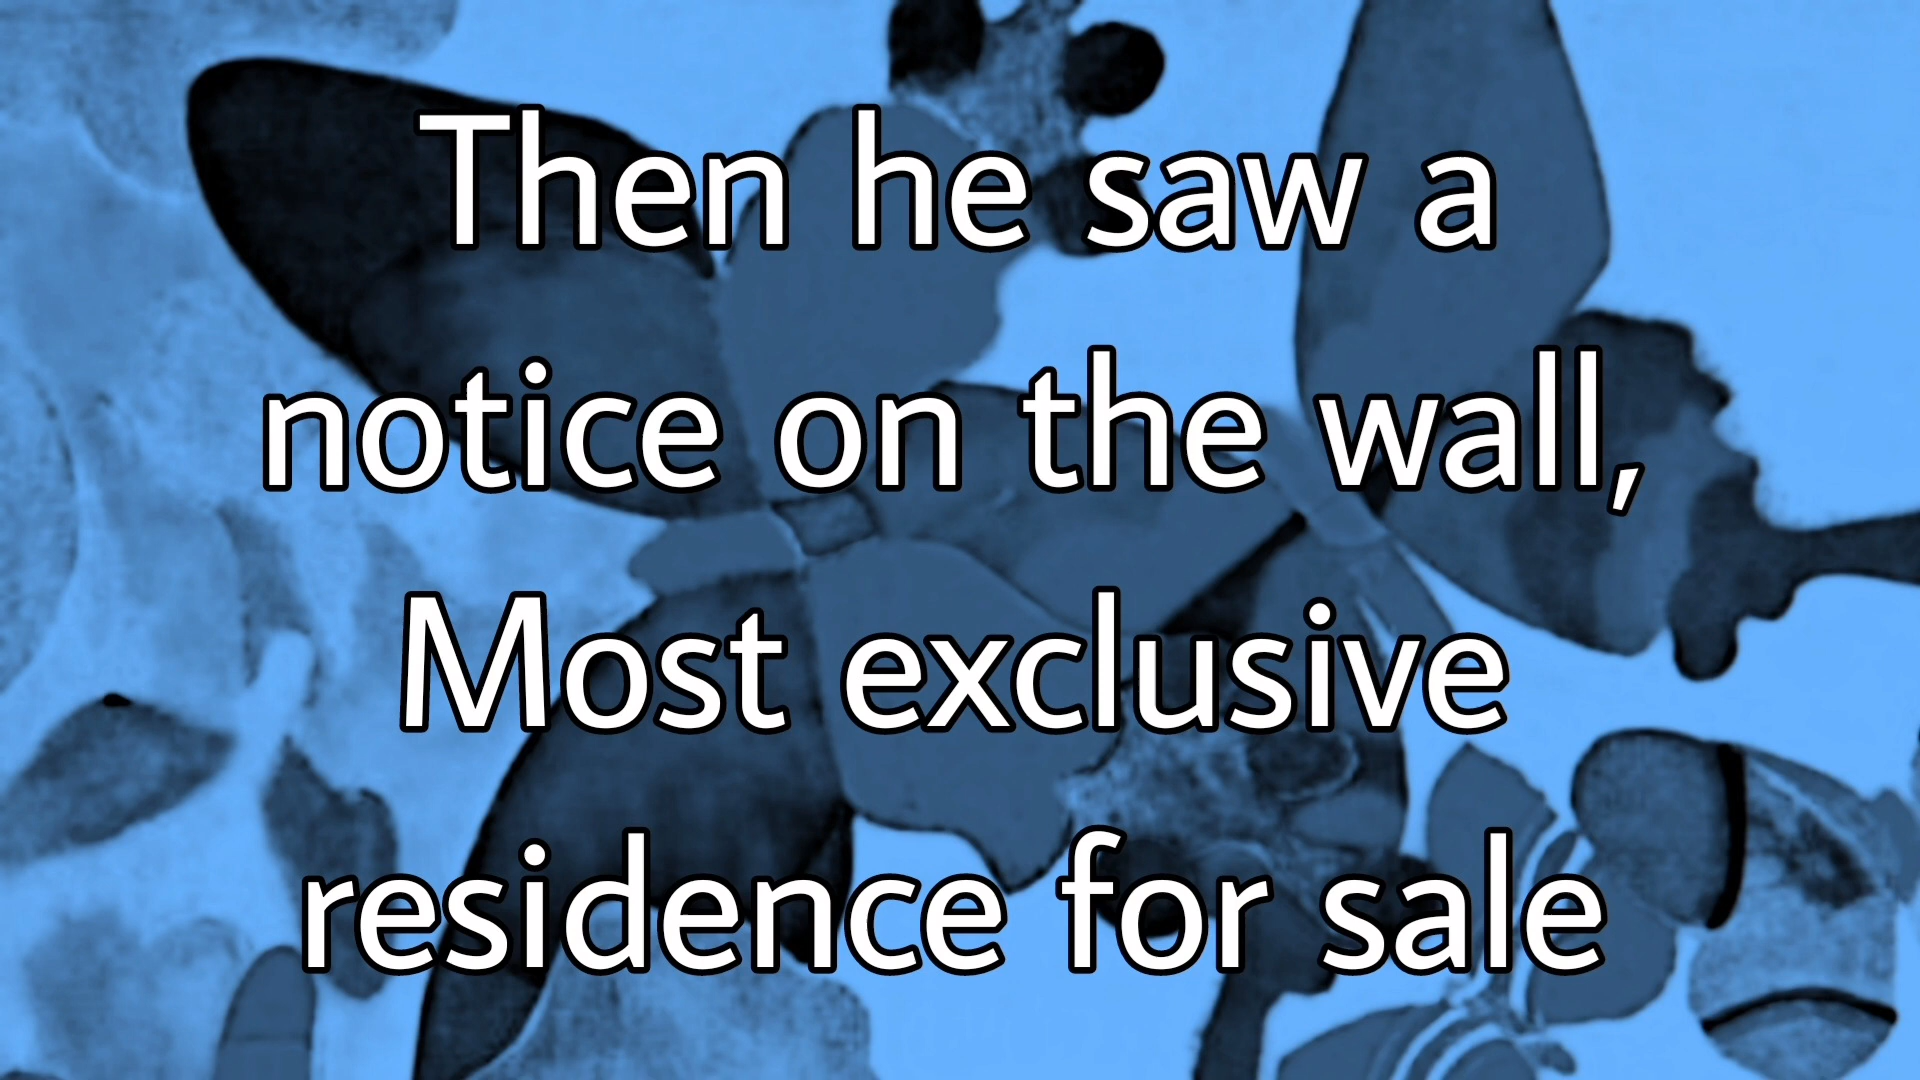 Then he saw a
notice on the wall,
Most exclusive
residence for sale